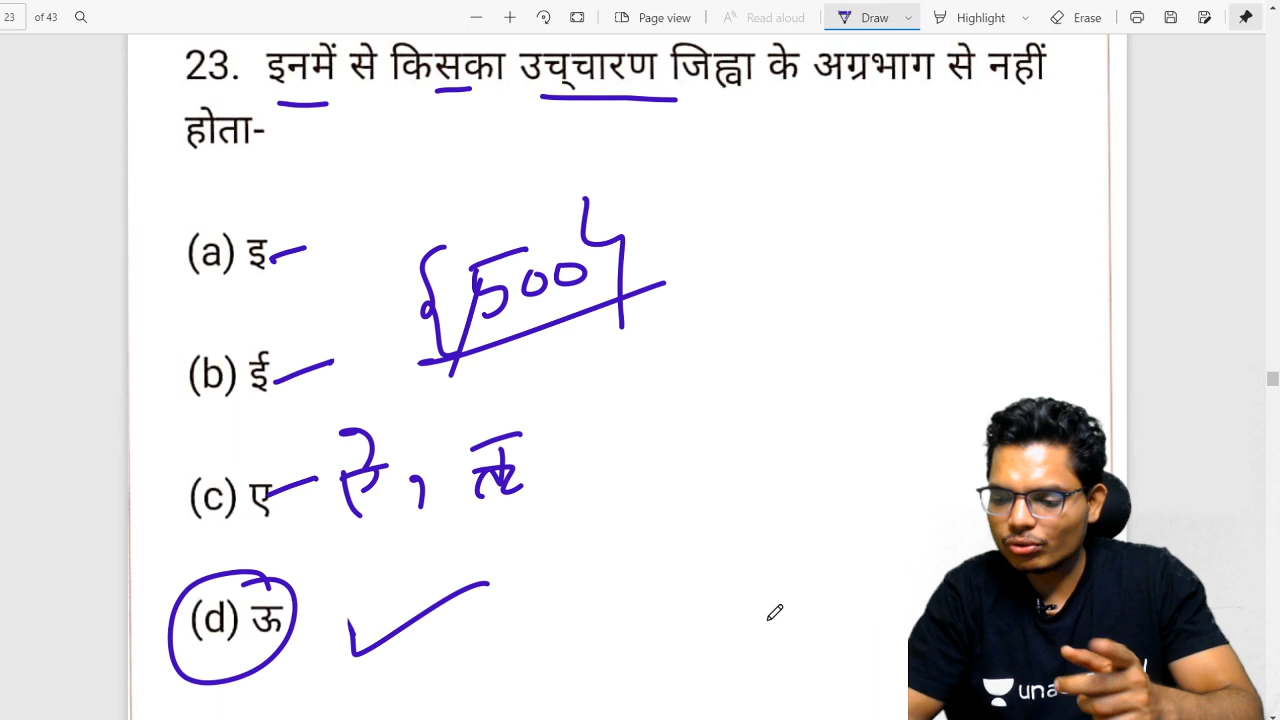 23 of 43 Page view Read aloud Draw Highlight Erase
23. इनमें से किसका उच्चारण जिह्वा के अग्रभाग से नहीं
होता-
(a) इ
500
(b) ई
(c) ए ऐ,
(d) ऊ
una